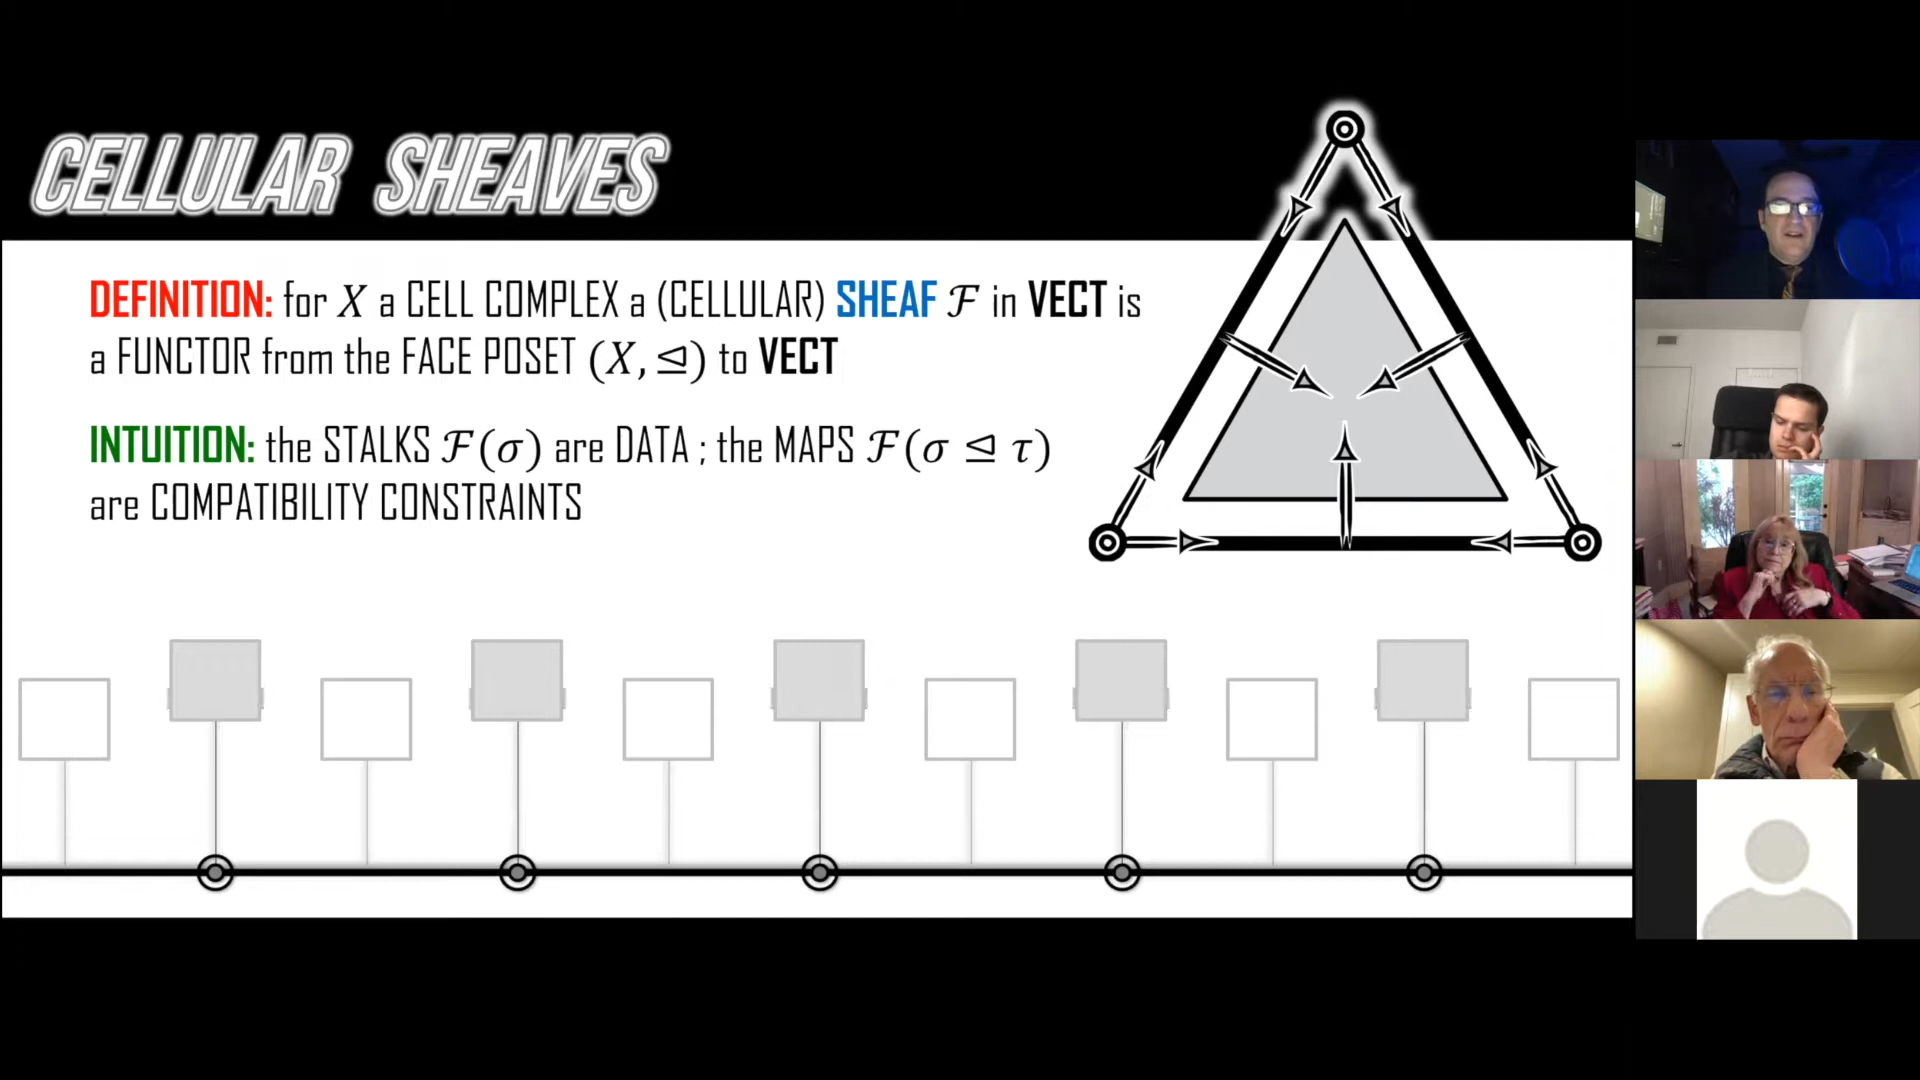 CELLULAR SHEAVES
DEFINITION: for X a CELL COMPLEX a (CELLULAR) SHEAF ℱ in VECT is
a FUNCTOR from the FACE POSET (X, ⊴) to VECT
INTUITION: the STALKS ℱ(σ) are DATA ; the MAPS ℱ(σ ⊴ τ)
are COMPATIBILITY CONSTRAINTS